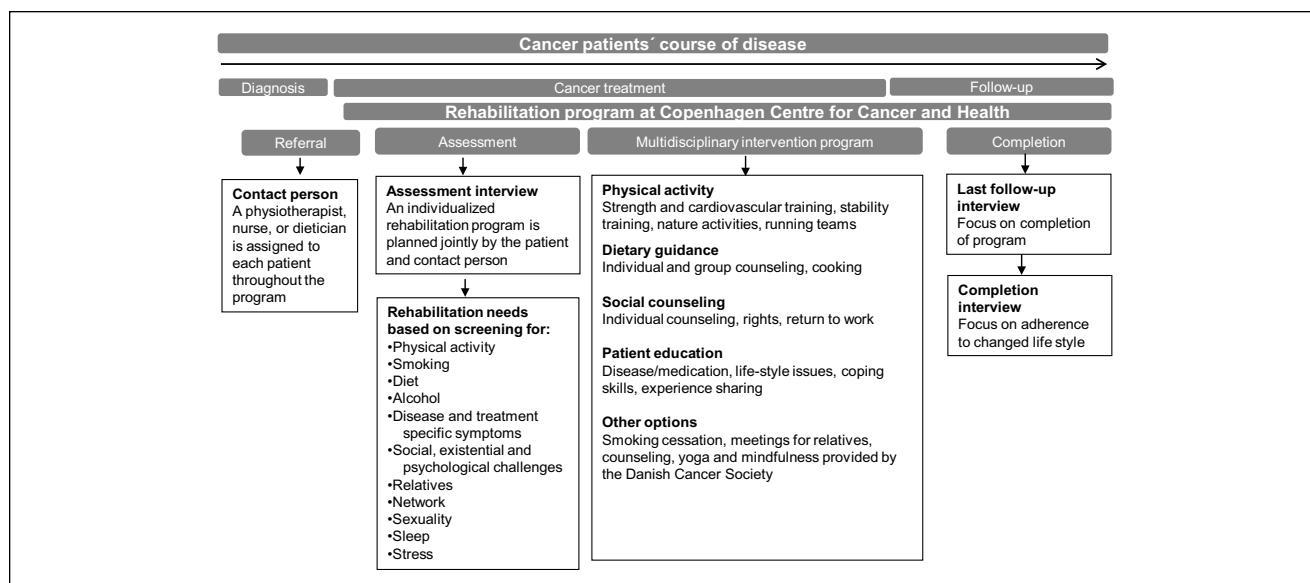 Cancer patients´ course of disease
Diagnosis
Cancer treatment
Follow-up
Rehabilitation program at Copenhagen Centre for Cancer and Health
Referral
Assessment
Multidisciplinary intervention program
Completion
Contact person
A physiotherapist,
nurse, or dietician
is assigned to
each patient
throughout the
program
Assessment interview
An individualized
rehabilitation program is
planned jointly by the patient
and contact person
Rehabilitation needs
based on screening for:
•Physical activity
•Smoking
•Diet
•Alcohol
•Disease and treatment
specific symptoms
•Social, existential and
psychological challenges
•Relatives
•Network
•Sexuality
•Sleep
•Stress
Physical activity
Strength and cardiovascular training, stability
training, nature activities, running teams
Dietary guidance
Individual and group counseling, cooking
Social counseling
Individual counseling, rights, return to work
Patient education
Disease/medication, life-style issues, coping
skills, experience sharing
Other options
Smoking cessation, meetings for relatives,
counseling, yoga and mindfulness provided by
the Danish Cancer Society
Last follow-up
interview
Focus on completion
of program
Completion
interview
Focus on adherence
to changed life style